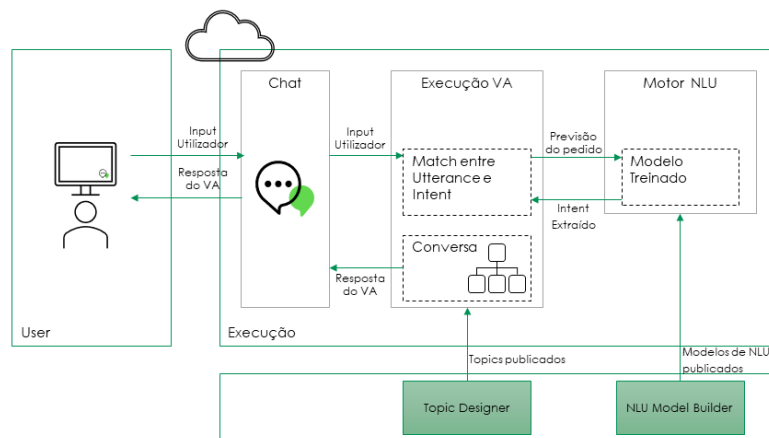 Chat
Execução VA
Motor NLU
Input
Utilizador
Resposta
do VA
Input
Utilizador
Match entre
Utterance e
Intent
Previsão
do pedido
Modelo
Treinado
Intent
Extraído
Conversa
Resposta
do VA
User
Execução
Topics publicados
Modelos de NLU
publicados
Topic Designer
NLU Model Builder